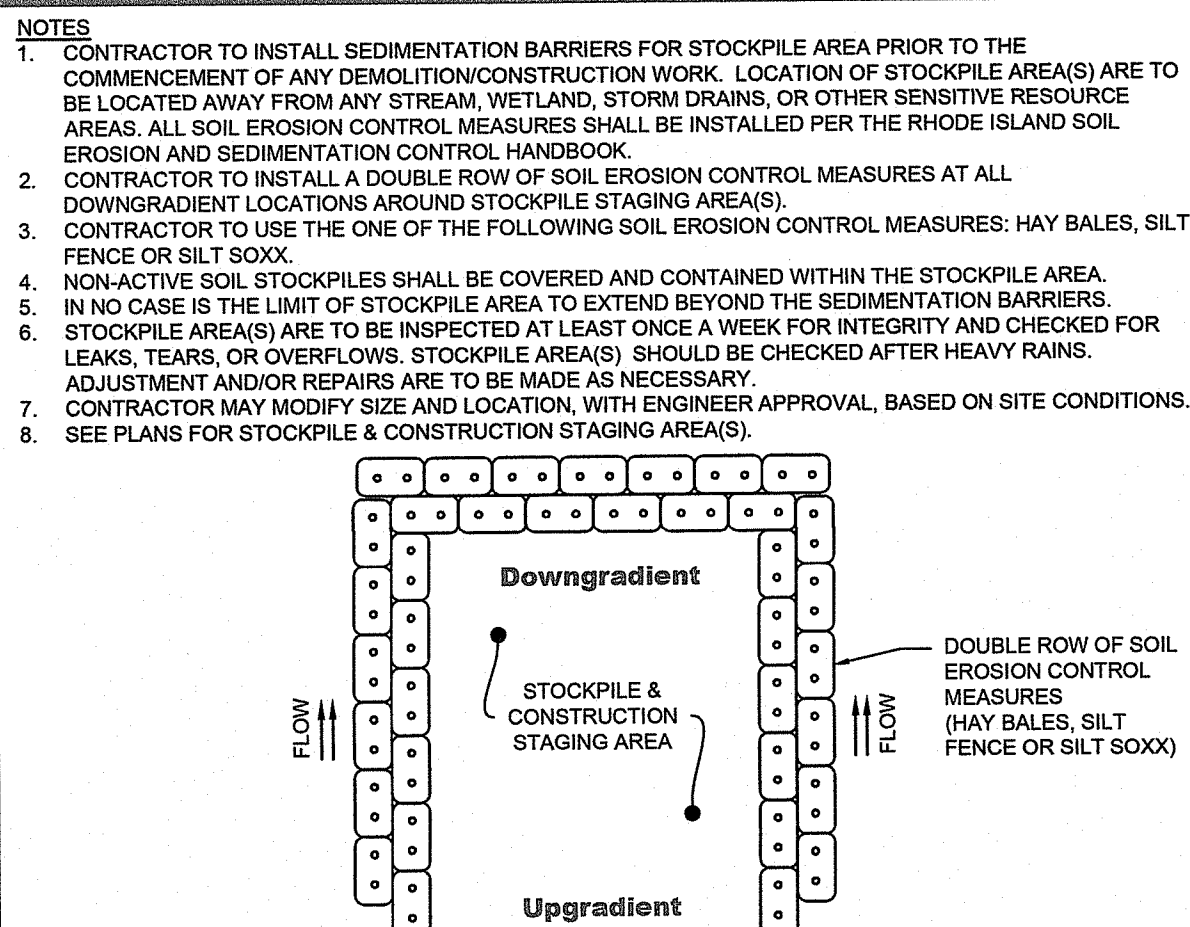 NOTES
1. CONTRACTOR TO INSTALL SEDIMENTATION BARRIERS FOR STOCKPILE AREA PRIOR TO THE
COMMENCEMENT OF ANY DEMOLITION/CONSTRUCTION WORK. LOCATION OF STOCKPILE AREA(S) ARE TO
BE LOCATED AWAY FROM ANY STREAM, WETLAND, STORM DRAINS, OR OTHER SENSITIVE RESOURCE
AREAS. ALL SOIL EROSION CONTROL MEASURES SHALL BE INSTALLED PER THE RHODE ISLAND SOIL
EROSION AND SEDIMENTATION CONTROL HANDBOOK.
2. CONTRACTOR TO INSTALL A DOUBLE ROW OF SOIL EROSION CONTROL MEASURES AT ALL
DOWNGRADIENT LOCATIONS AROUND STOCKPILE STAGING AREA(S).
3. CONTRACTOR TO USE THE ONE OF THE FOLLOWING SOIL EROSION CONTROL MEASURES: HAY BALES, SILT
FENCE OR SILT SOXX.
4. NON-ACTIVE SOIL STOCKPILES SHALL BE COVERED AND CONTAINED WITHIN THE STOCKPILE AREA.
5. IN NO CASE IS THE LIMIT OF STOCKPILE AREA TO EXTEND BEYOND THE SEDIMENTATION BARRIERS.
6. STOCKPILE AREA(S) ARE TO BE INSPECTED AT LEAST ONCE A WEEK FOR INTEGRITY AND CHECKED FOR
LEAKS, TEARS, OR OVERFLOWS. STOCKPILE AREA(S) SHOULD BE CHECKED AFTER HEAVY RAINS.
ADJUSTMENT AND/OR REPAIRS ARE TO BE MADE AS NECESSARY.
7. CONTRACTOR MAY MODIFY SIZE AND LOCATION, WITH ENGINEER APPROVAL, BASED ON SITE CONDITIONS.
8. SEE PLANS FOR STOCKPILE & CONSTRUCTION STAGING AREA(S).
Downgradient
STOCKPILE &
CONSTRUCTION
STAGING AREA
FLOW
FLOW
DOUBLE ROW OF SOIL
EROSION CONTROL
MEASURES
(HAY BALES, SILT
FENCE OR SILT SOXX)
Upgradient